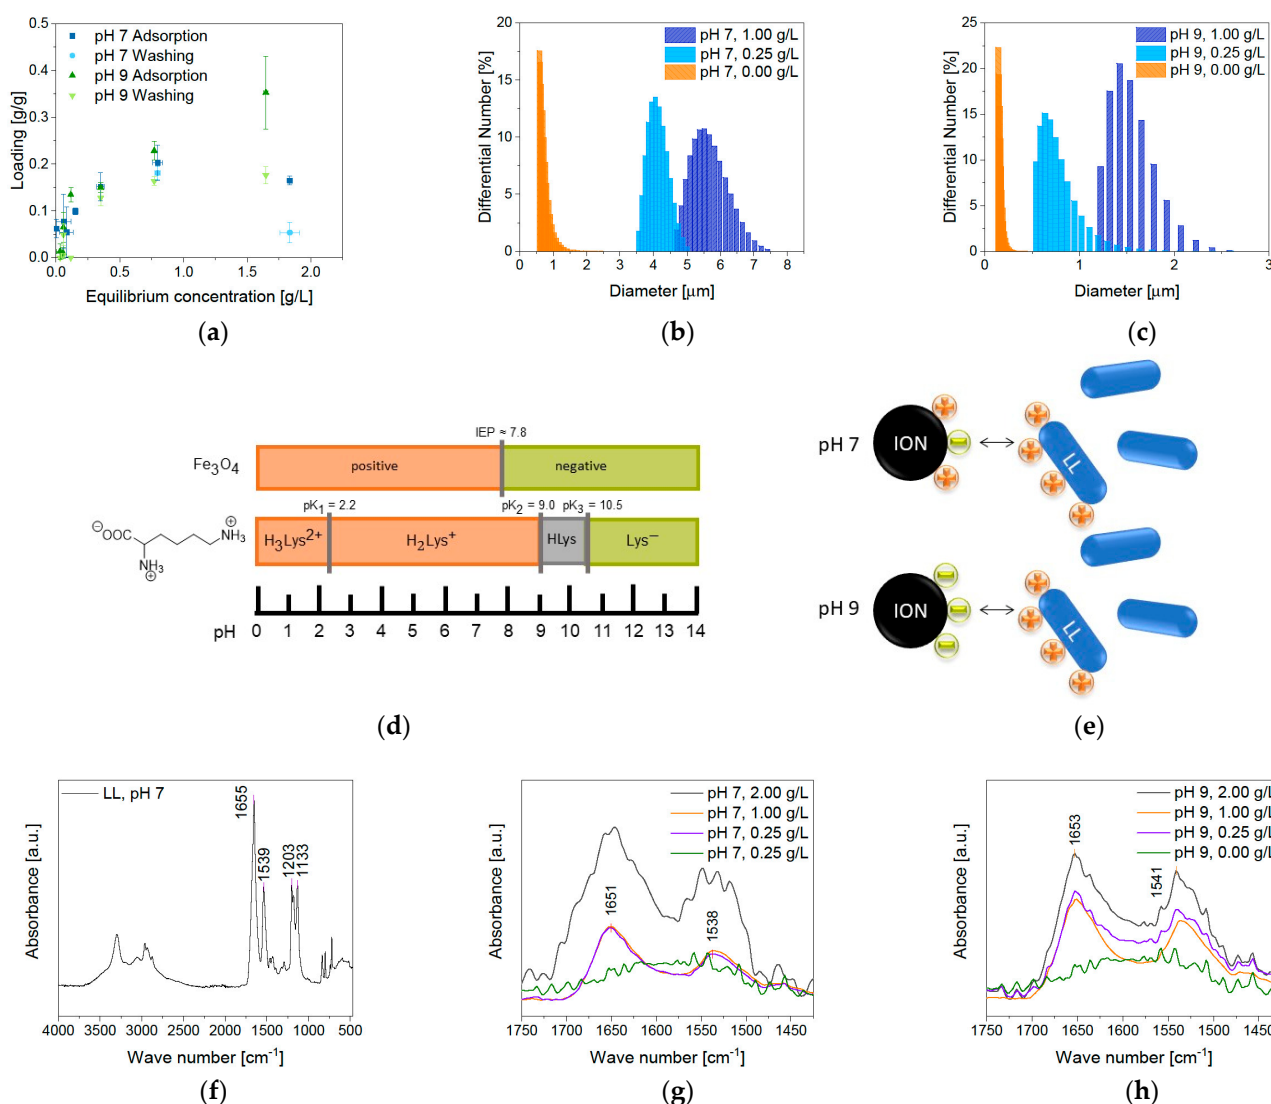 pH 7 Adsorption
pH 7 Washing
pH 9 Adsorption
pH 9 Washing
Loading [g/g]
0.5
0.4
0.3
0.2
0.1
0.0
0.0 0.5 1.0 1.5 2.0
Equilibrium concentration [g/L]
(a)
pH 7, 1.00 g/L
pH 7, 0.25 g/L
pH 7, 0.00 g/L
Differential Number [%]
20
15
10
5
0
0 1 2 3 4 5 6 7 8
Diameter [μm]
(b)
pH 9, 1.00 g/L
pH 9, 0.25 g/L
pH 9, 0.00 g/L
Differential Number [%]
25
20
15
10
5
0
0 1 2 3
Diameter [μm]
(c)
IEP ≈ 7.8
Fe3O4
positive
negative
pK1 = 2.2
pK2 = 9.0
pK3 = 10.5
⊖OOC
NH3
⊕
NH3
⊕
H3Lys2+
H2Lys+
HLys
Lys−
pH
0 1 2 3 4 5 6 7 8 9 10 11 12 13 14
(d)
pH 7
ION
LL
pH 9
ION
LL
(e)
LL, pH 7
1655
1539
1203
1133
Absorbance [a.u.]
4000 3500 3000 2500 2000 1500 1000 500
Wave number [cm-1]
(f)
pH 7, 2.00 g/L
pH 7, 1.00 g/L
pH 7, 0.25 g/L
pH 7, 0.25 g/L
1651
1538
Absorbance [a.u.]
1750 1700 1650 1600 1550 1500 1450
Wave number [cm-1]
(g)
pH 9, 2.00 g/L
pH 9, 1.00 g/L
pH 9, 0.25 g/L
pH 9, 0.00 g/L
1653
1541
Absorbance [a.u.]
1750 1700 1650 1600 1550 1500 1450
Wave number [cm-1]
(h)